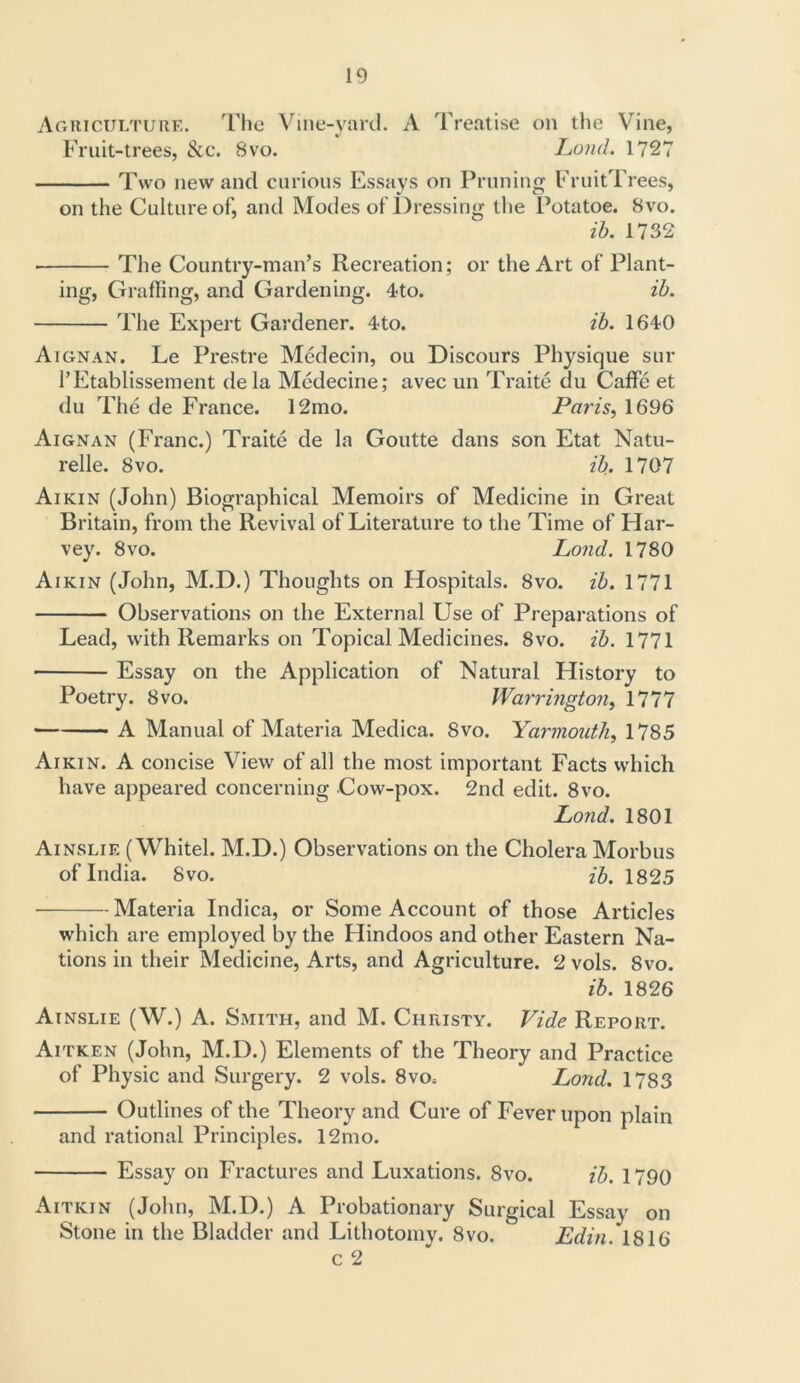 19
AGRICULTURE. The Vine-yard. A Treatise on the Vine,
Fruit-trees, &c. 8vo. Lond. 1727
——— Two new and curious Essays on Pruning FruitTrees,
on the Culture of, and Modes of Dressing the Potatoe. 8vo.
ib. 1732
——— The Country-man's Recreation; or the Art of Plant-
ing, Graffing, and Gardening. 4to. ib.
——— The Expert Gardener. 4to. ib. 1640
AIGNAN. Le Prestre Médecin, ou Discours Physique sur
l'Etablissement de la Médecine; avec un Traité du Caffé et
du Thé de France. 12mo. Paris, 1696
AIGNAN (Franc.) Traité de la Goutte dans son Etat Natu-
relle. 8vo. ib. 1707
AIKIN (John) Biographical Memoirs of Medicine in Great
Britain, from the Revival of Literature to the Time of Har-
vey. 8vo. Lond. 1780
AIKIN (John, M.D.) Thoughts on Hospitals. 8vo. ib. 1771
——— Observations on the External Use of Preparations of
Lead, with Remarks on Topical Medicines. 8vo. ib. 1771
——— Essay on the Application of Natural History to
Poetry. 8vo. Warrington, 1777
——— A Manual of Materia Medica. 8vo. Yarmouth, 1785
AIKIN. A concise View of all the most important Facts which
have appeared concerning Cow-pox. 2nd edit. 8vo.
Lond. 1801
AINSLIE (Whitel. M.D.) Observations on the Cholera Morbus
of India. 8vo. ib. 1825
——— Materia Indica, or Some Account of those Articles
which are employed by the Hindoos and other Eastern Na-
tions in their Medicine, Arts, and Agriculture. 2 vols. 8vo.
ib. 1826
AINSLIE (W.) A. SMITH, and M. CHRISTY. Vide REPORT.
AITKEN (John, M.D.) Elements of the Theory and Practice
of Physic and Surgery. 2 vols. 8vo. Lond. 1783
——— Outlines of the Theory and Cure of Fever upon plain
and rational Principles. 12mo.
——— Essay on Fractures and Luxations. 8vo. ib. 1790
AITKIN (John, M.D.) A Probationary Surgical Essay on
Stone in the Bladder and Lithotomy. 8vo. Edin. 1816
C 2